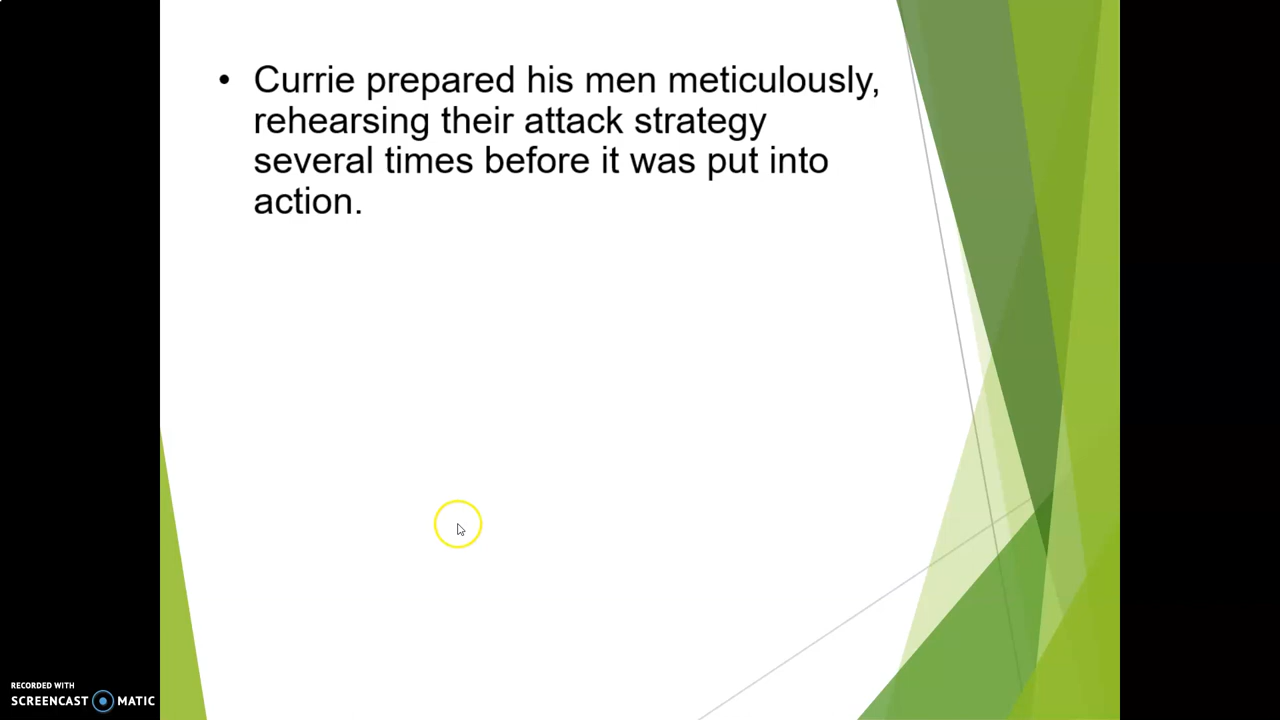 • Currie prepared his men meticulously,
rehearsing their attack strategy
several times before it was put into
action.
RECORDED WITH
SCREENCAST MATIC